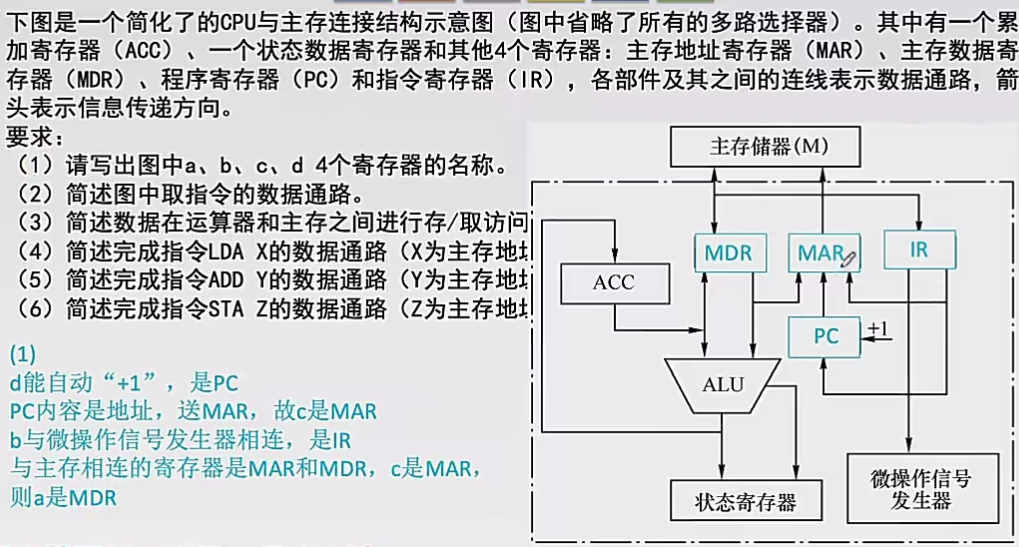 下图是一个简化了的CPU与主存连接结构示意图（图中省略了所有的多路选择器）。其中有一个累
加寄存器（ACC）、一个状态数据寄存器和其他4个寄存器：主存地址寄存器（MAR）、主存数据寄
存器（MDR）、程序寄存器（PC）和指令寄存器（IR），各部件及其之间的连线表示数据通路，箭
头表示信息传递方向。
要求：
（1）请写出图中a、b、c、d 4个寄存器的名称。
（2）简述图中取指令的数据通路。
（3）简述数据在运算器和主存之间进行存/取访问
（4）简述完成指令LDA X的数据通路（X为主存地
（5）简述完成指令ADD Y的数据通路（Y为主存地
（6）简述完成指令STA Z的数据通路（Z为主存地
(1)
d能自动“+1”，是PC
PC内容是地址，送MAR，故c是MAR
b与微操作信号发生器相连，是IR
与主存相连的寄存器是MAR和MDR，c是MAR，
则a是MDR
主存储器(M)
MDR
MAR
IR
ACC
PC
+1
ALU
状态寄存器
微操作信号
发生器